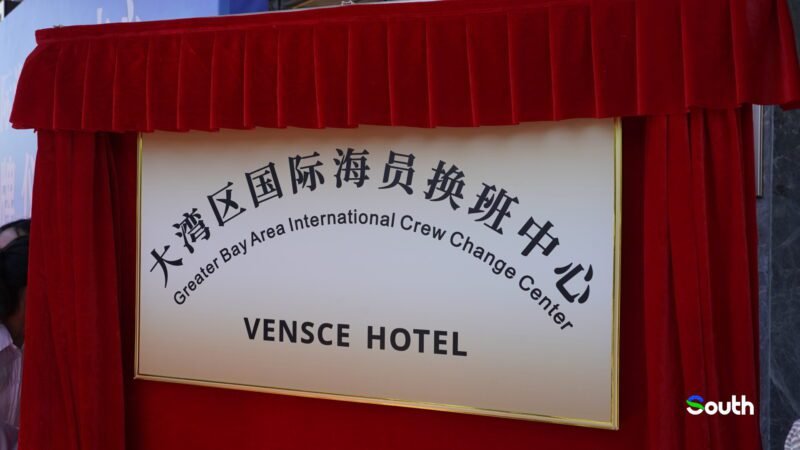 大湾区国际海员换班中心
Greater Bay Area International Crew Change Center
VENSCE HOTEL
South